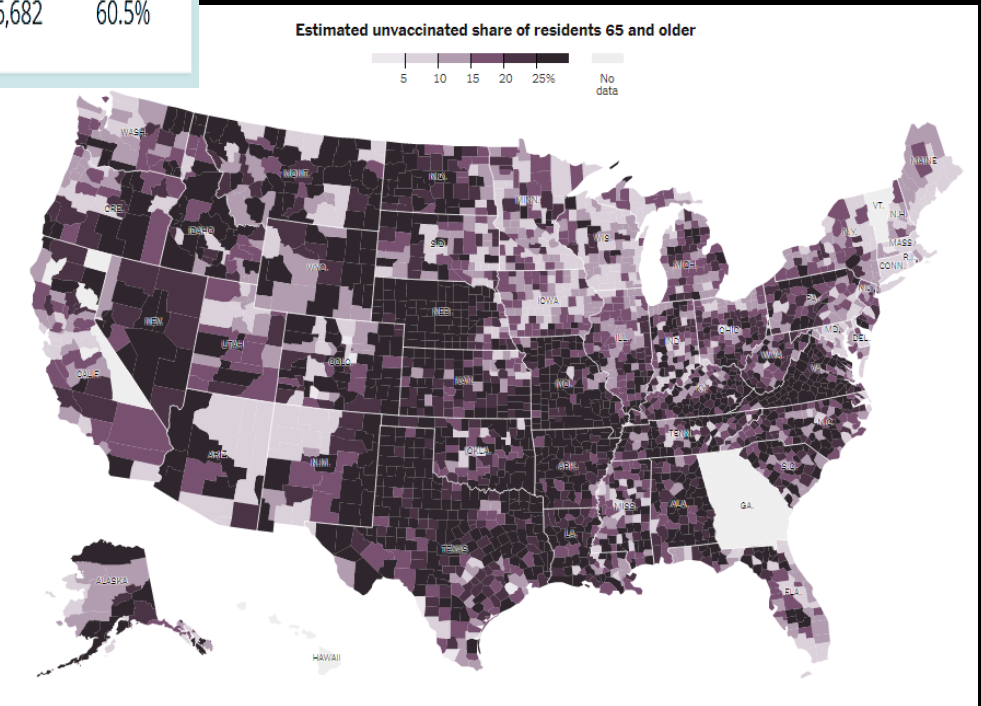 5,682 60.5%
Estimated unvaccinated share of residents 65 and older
5 10 15 20 25% No data
WASH.
MONT.
N.D.
MINN.
MAINE
ORE.
IDAHO
S.D.
WIS.
MICH.
N.Y.
VT.
N.H.
MASS.
R.I.
CONN.
WYO.
NEB.
IOWA
PA.
N.J.
NEV.
UTAH
COLO.
ILL.
IND.
OHIO
MD.
DEL.
W.VA.
VA.
CALIF.
KAN.
MO.
KY.
ARIZ.
N.M.
OKLA.
ARK.
TENN.
N.C.
S.C.
MISS.
ALA.
GA.
TEXAS
LA.
ALASKA
FLA.
HAWAII